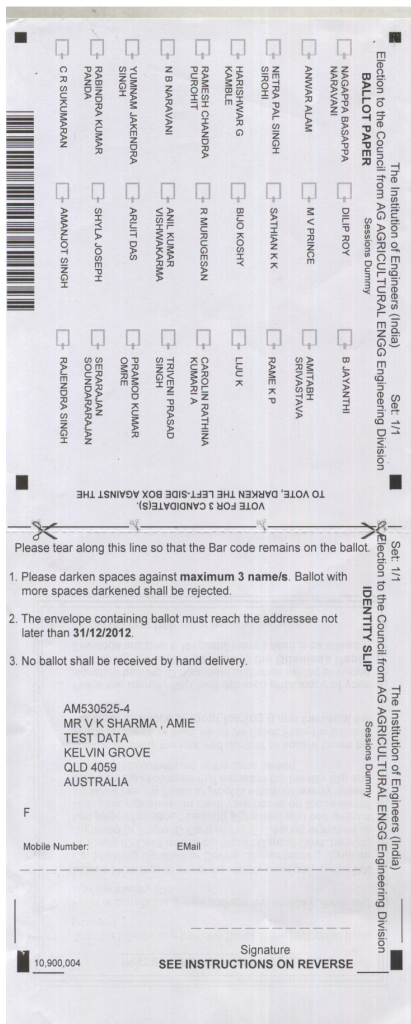 The Institution of Engineers (India) Set: 1/1
Election to the Council from AG AGRICULTURAL ENGG Engineering Division
BALLOT PAPER Sessions Dummy
NAGAPPA BASAPPA
NARAVANI
DILIP ROY
B JAYANTHI
ANWAR ALAM
M V PRINCE
AMITABH
SRIVASTAVA
NETRA PAL SINGH
SIROHI
SATHIAN K K
RAME K P
HARISHWAR G
KAMBLE
BIJO KOSHY
LIJU K
RAMESH CHANDRA
PUROHIT
R MURUGESAN
CAROLIN RATHINA
KUMARI A
N B NARAVANI
ANIL KUMAR
VISHWAKARMA
TRIVENI PRASAD
SINGH
YUMNAM JAKENDRA
SINGH
ARIJIT DAS
PRAMOD KUMAR
OMRE
RABINDRA KUMAR
PANDA
SHYLA JOSEPH
SERARAJAN
SOUNDARARAJAN
C R SUKUMARAN
AMANJOT SINGH
RAJENDRA SINGH
TO VOTE, DARKEN THE LEFT-SIDE BOX AGAINST THE
VOTE FOR 3 CANDIDATE(S).
Please tear along this line so that the Bar code remains on the ballot.
Set: 1/1 The Institution of Engineers (India)
Election to the Council from AG AGRICULTURAL ENGG Engineering Division
IDENTITY SLIP Sessions Dummy
1. Please darken spaces against maximum 3 name/s. Ballot with
more spaces darkened shall be rejected.
2. The envelope containing ballot must reach the addressee not
later than 31/12/2012.
3. No ballot shall be received by hand delivery.
AM530525-4
MR V K SHARMA , AMIE
TEST DATA
KELVIN GROVE
QLD 4059
AUSTRALIA
F
Mobile Number: EMail
Signature
10,900,004 SEE INSTRUCTIONS ON REVERSE